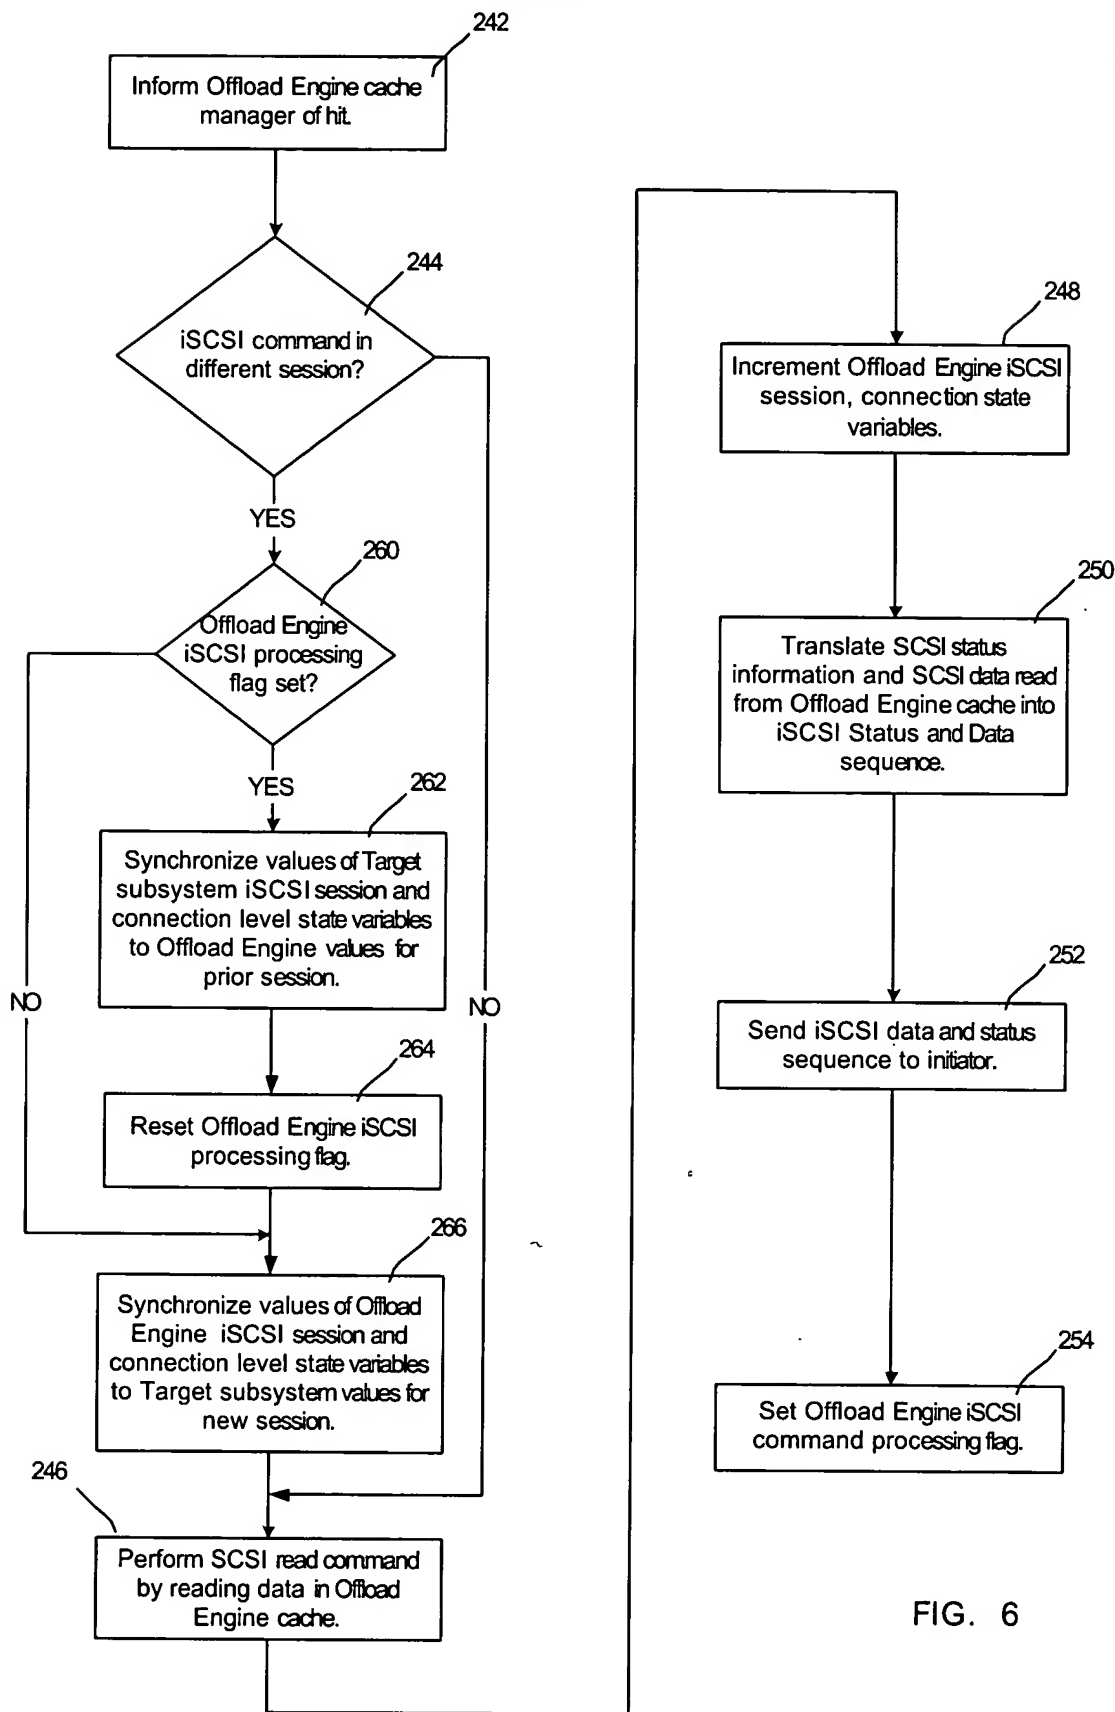 242
Inform Offload Engine cache
manager of hit.
244
iSCSI command in
different session?
YES
260
Offload Engine
iSCSI processing
flag set?
YES
262
Synchronize values of Target
subsystem iSCSI session and
connection level state variables
to Offload Engine values for
prior session.
NO
NO
264
Reset Offload Engine iSCSI
processing flag.
266
Synchronize values of Offload
Engine iSCSI session and
connection level state variables
to Target subsystem values for
new session.
246
Perform SCSI read command
by reading data in Offload
Engine cache.
248
Increment Offload Engine iSCSI
session, connection state
variables.
250
Translate SCSI status
information and SCSI data read
from Offload Engine cache into
iSCSI Status and Data
sequence.
252
Send iSCSI data and status
sequence to initiator.
254
Set Offload Engine iSCSI
command processing flag.
FIG. 6